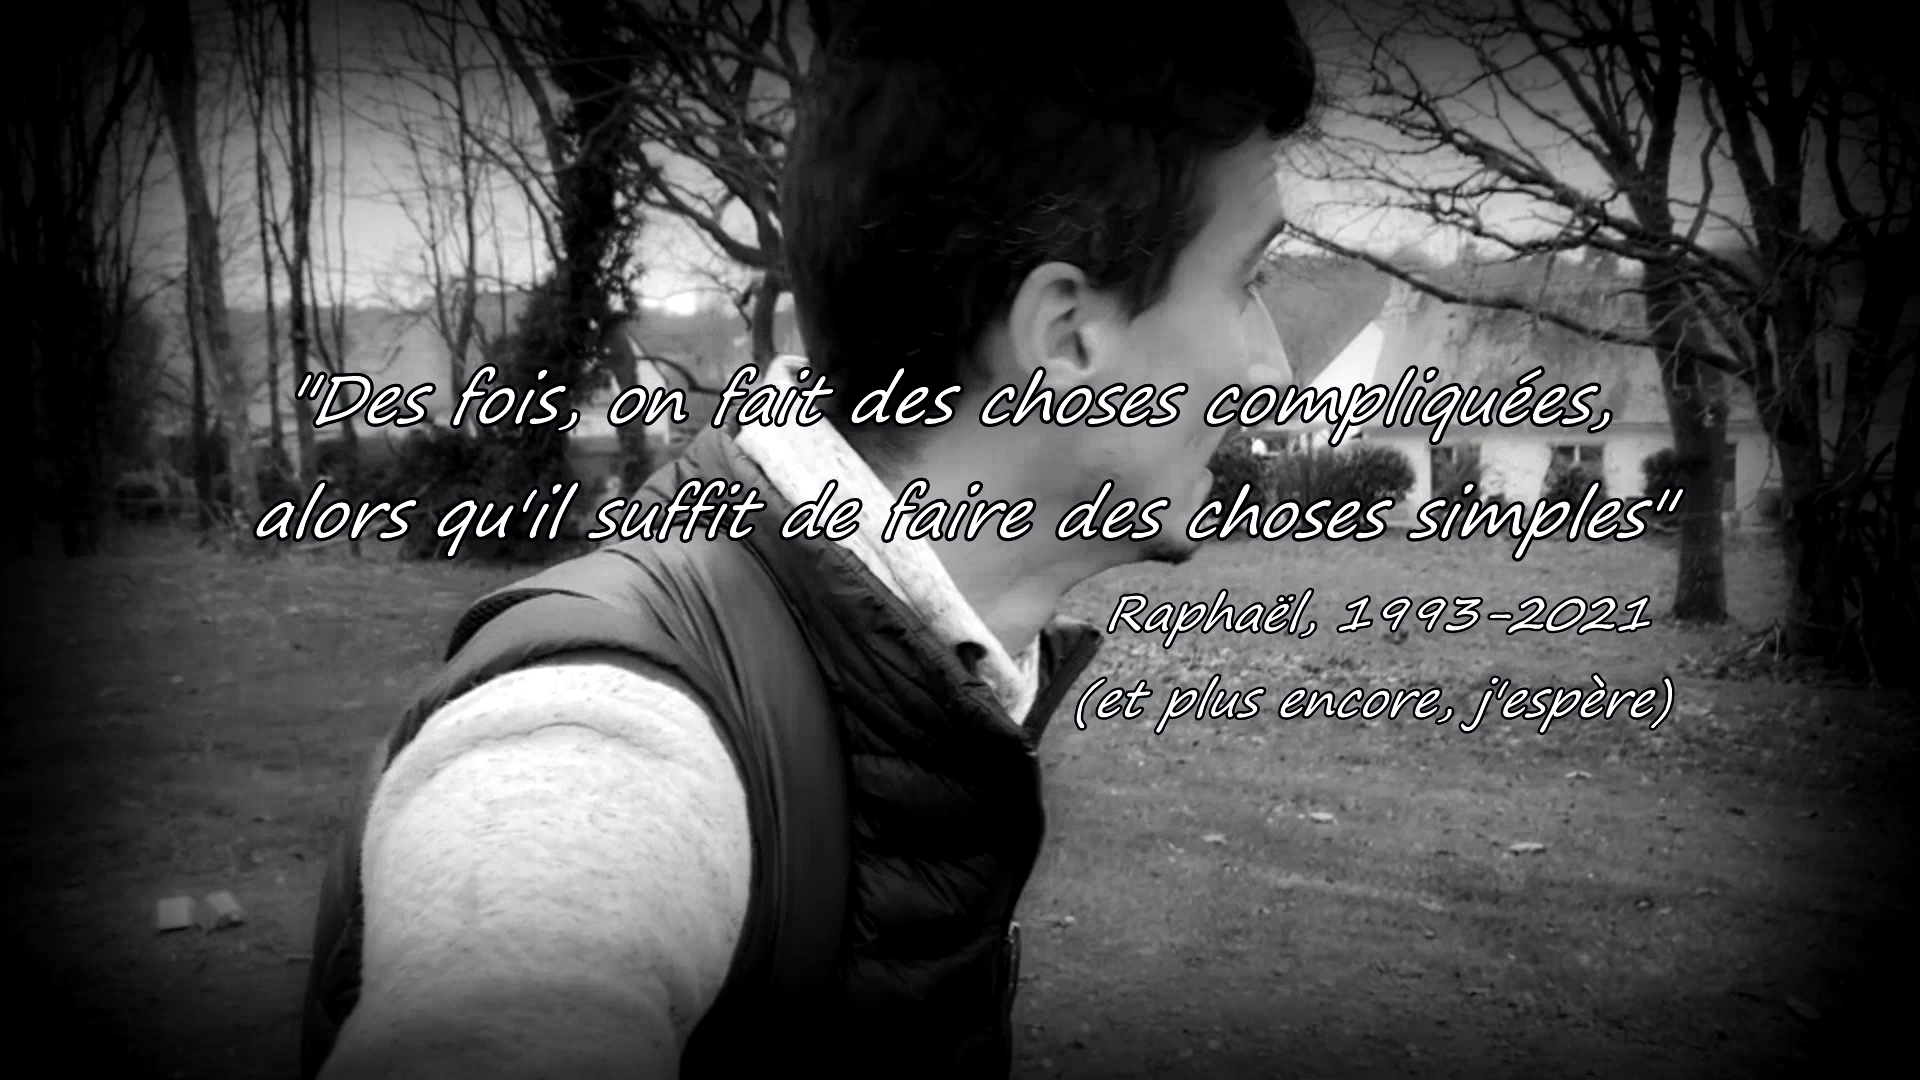 "Des fois, on fait des choses compliquées,
alors qu'il suffit de faire des choses simples"
Raphaël, 1993-2021
(et plus encore, j'espère)